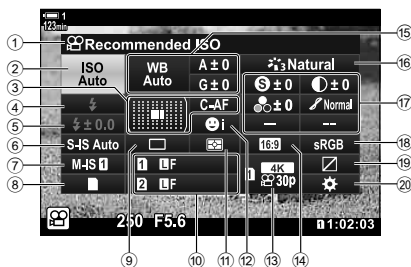 1
123min
① Recommended ISO ⑮
② ISO Auto WB Auto A±0 G±0 3 Natural ⑯
③ C-AF S ±0 ±0 ⑰
④ ±0 Normal
⑤ ±0.0 i – --
⑥ S-IS Auto 16:9 sRGB ⑱
⑦ M-IS 1 1 LF 4K 30p ⑲
⑧ 2 LF ⑳
250 F5.6 1 1:02:03
⑨ ⑩ ⑪ ⑫ ⑬ ⑭